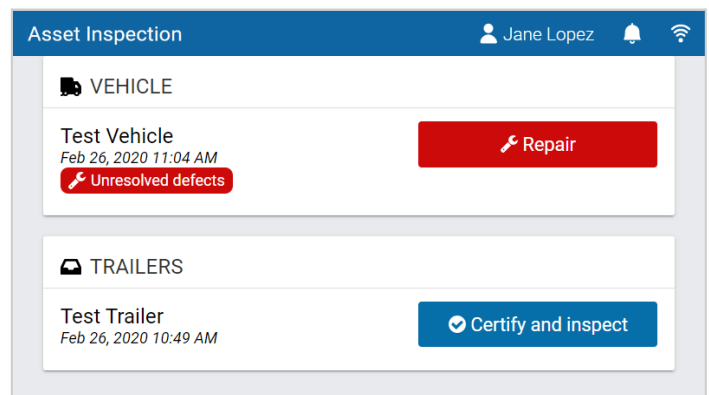 Asset Inspection
Jane Lopez
VEHICLE
Test Vehicle
Feb 26, 2020 11:04 AM
Unresolved defects
Repair
TRAILERS
Test Trailer
Feb 26, 2020 10:49 AM
Certify and inspect